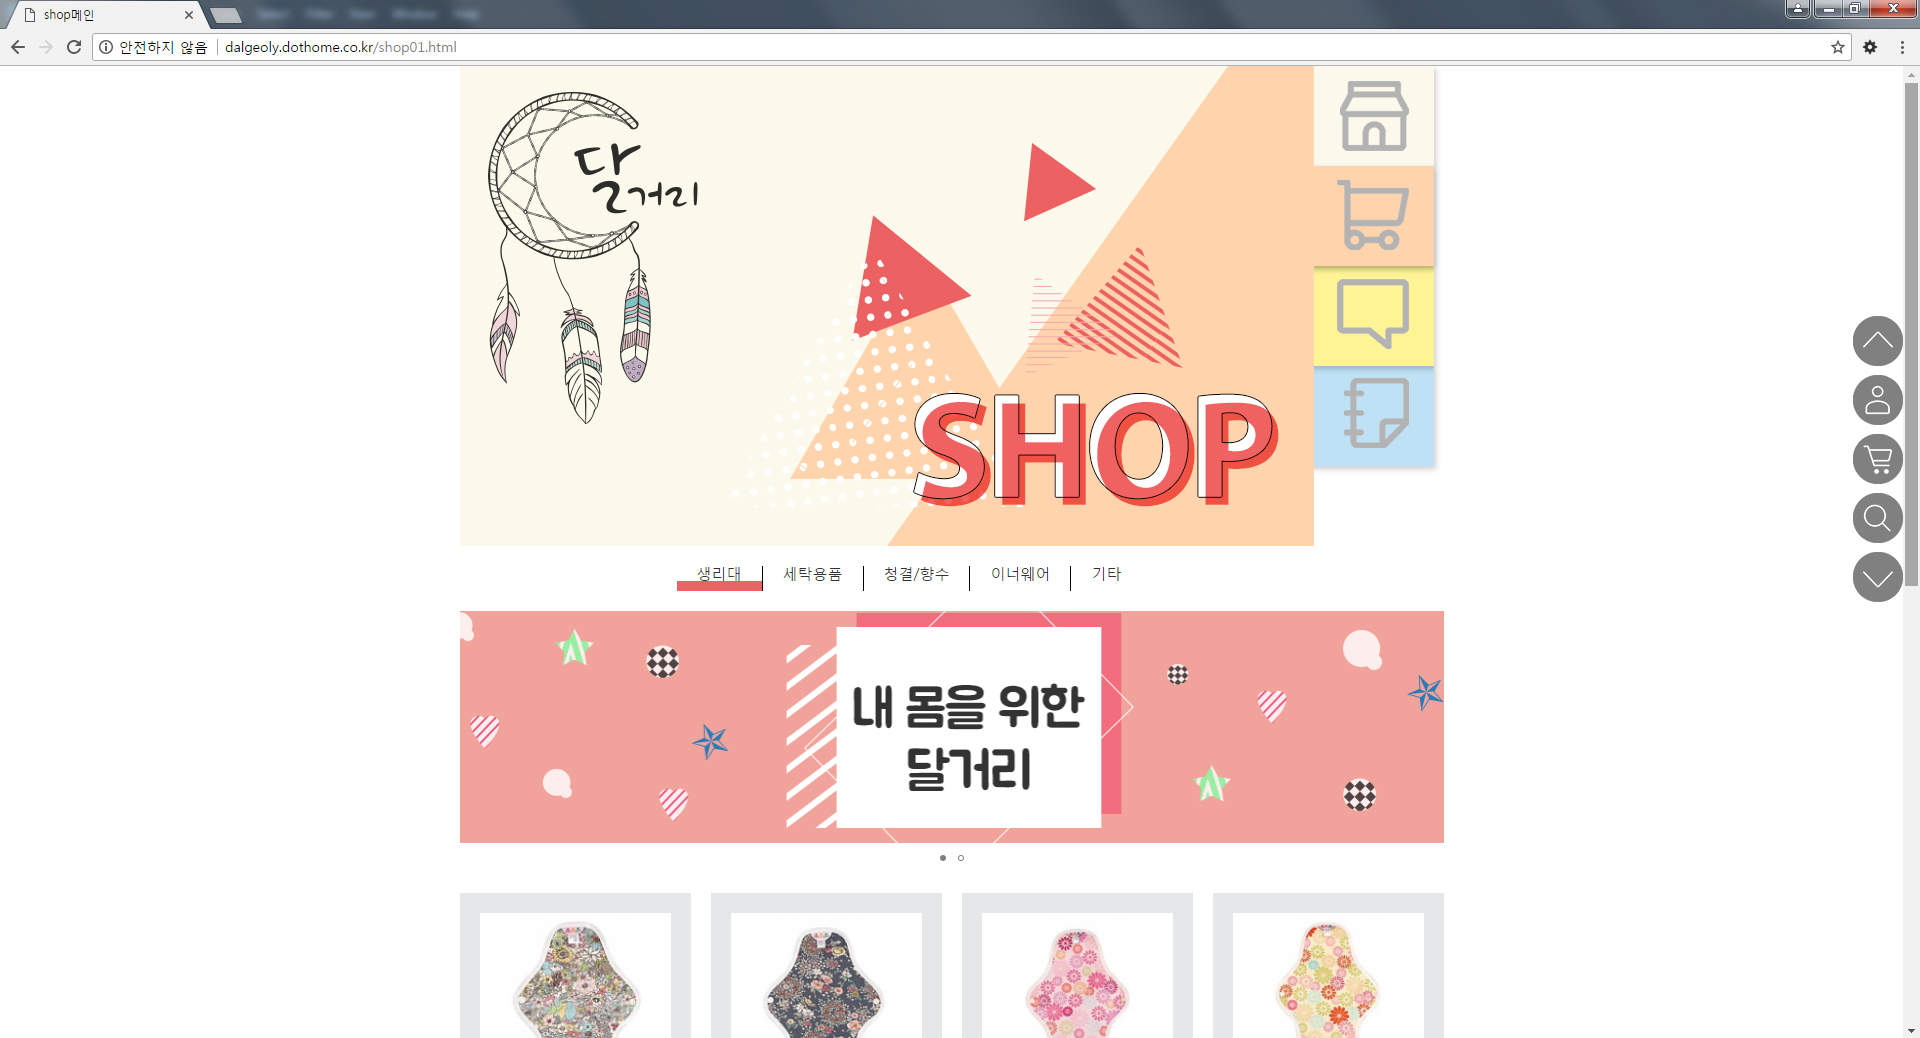 shop메인
안전하지 않음
dalgeoly.dothome.co.kr/shop01.html
달거리
SHOP
생리대
세탁용품
청결/향수
이너웨어
기타
내 몸을 위한
달거리